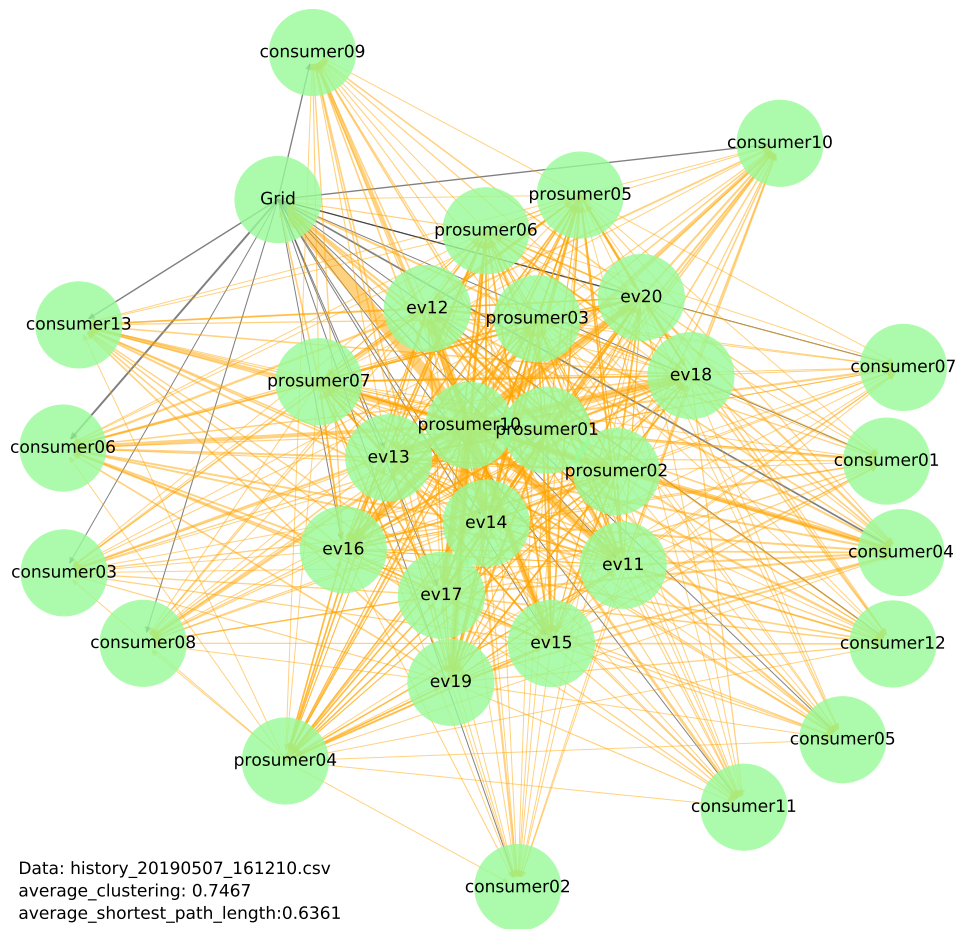 consumer09
consumer10
prosumer05
Grid
prosumer06
ev20
ev12
prosumer03
consumer13
consumer07
ev18
prosumer07
prosumer10
prosumer01
consumer06
ev13
consumer01
prosumer02
ev14
ev16
consumer04
ev11
consumer03
ev17
consumer08
ev15
consumer12
ev19
consumer05
prosumer04
consumer11
consumer02
Data: history_20190507_161210.csv
average_clustering: 0.7467
average_shortest_path_length:0.6361